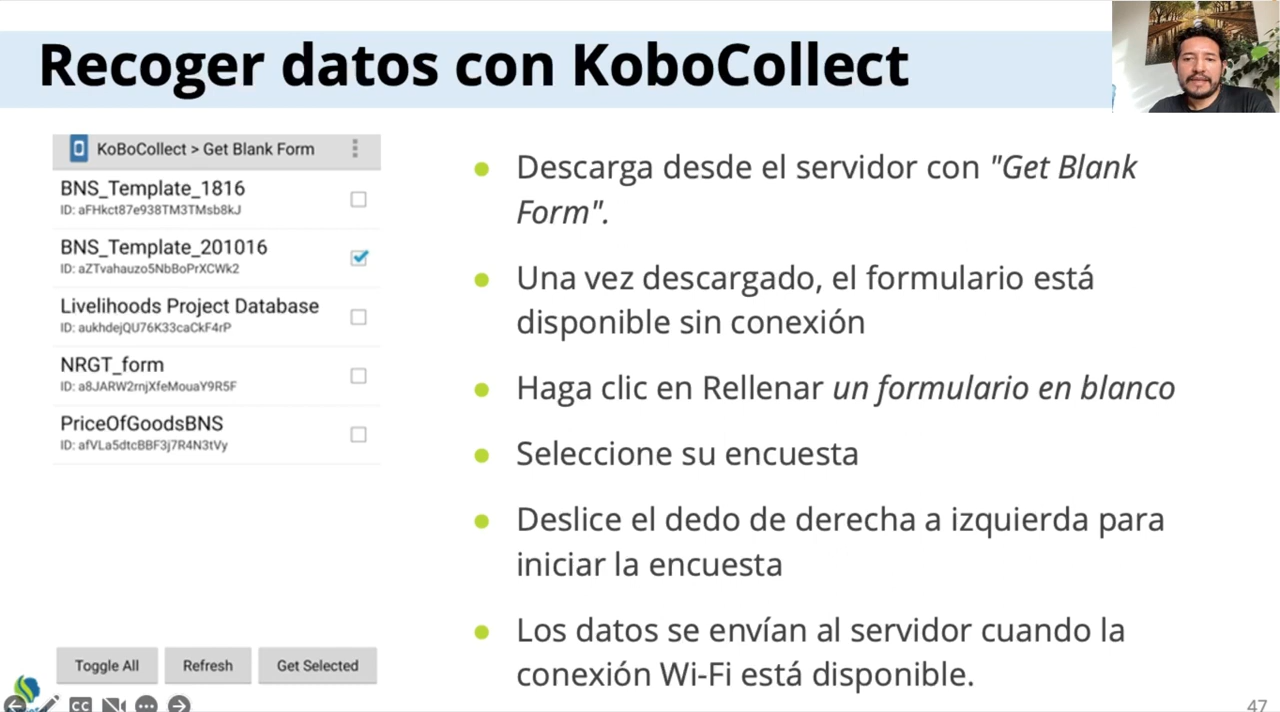 Recoger datos con KoboCollect
KoBoCollect > Get Blank Form
BNS_Template_1816
ID: aFHkct87e938TM3TMsb8kJ
BNS_Template_201016
ID: aZTvahauzo5NbBoPrXCWk2
Livelihoods Project Database
ID: aukhdejQU76K33caCkF4rP
NRGT_form
ID: a8JARW2rnjXfeMouaY9R5F
PriceOfGoodsBNS
ID: afVLa5dtcBBF3j7R4N3tVy
Toggle All
Refresh
Get Selected
Descarga desde el servidor con "Get Blank
Form".
Una vez descargado, el formulario está
disponible sin conexión
Haga clic en Rellenar un formulario en blanco
Seleccione su encuesta
Deslice el dedo de derecha a izquierda para
iniciar la encuesta
Los datos se envían al servidor cuando la
conexión Wi-Fi está disponible.
CC
47